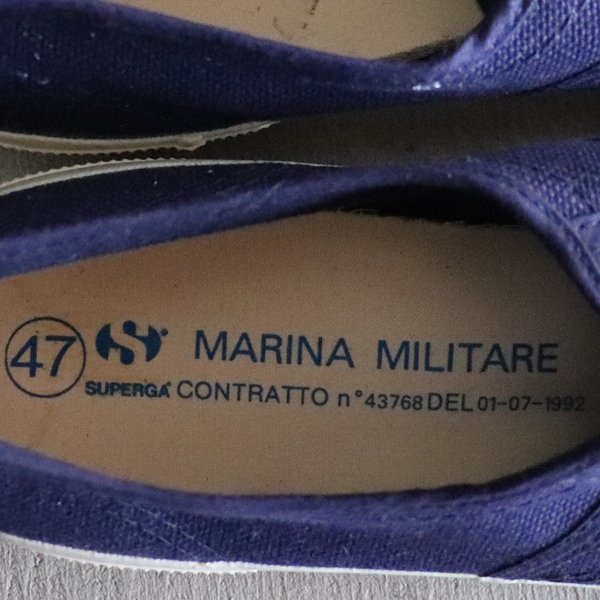 47 S® MARINA MILITARE
SUPERGA® CONTRATTO n° 43768 DEL 01-07-1992